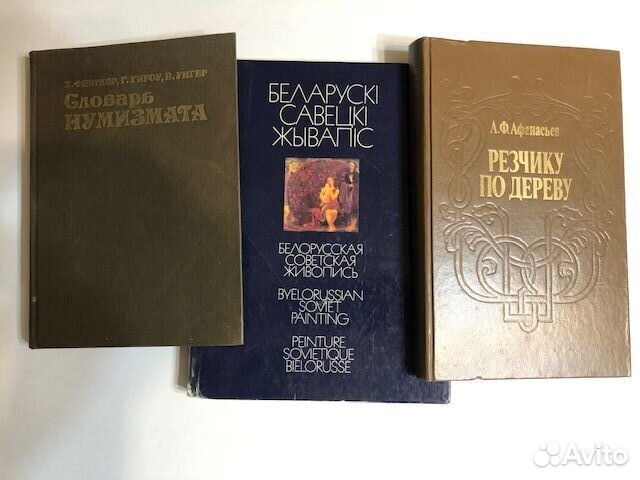 Х. ФЕНГЛЕР, Г. ГИРОУ, В. УНГЕР
Словарь
НУМИЗМАТА
БЕЛАРУСКІ
САВЕЦКІ
ЖЫВАПІС
БЕЛОРУССКАЯ
СОВЕТСКАЯ
ЖИВОПИСЬ
BYELORUSSIAN
SOVIET
PAINTING
PEINTURE
SOVIETIQUE
BIELORUSSE
А.Ф.Афанасьев
РЕЗЧИКУ
ПО ДЕРЕВУ
Avito